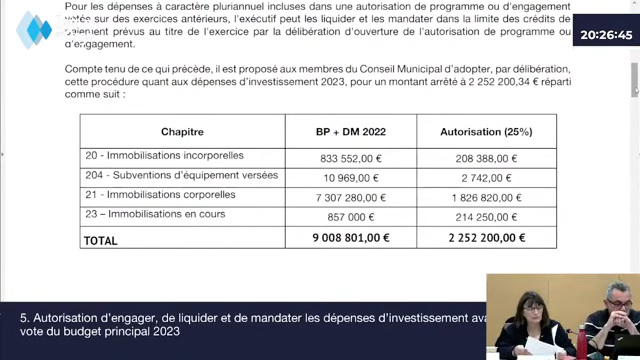 Pour les dépenses à caractère pluriannuel incluses dans une autorisation de programme ou d'engagement
votée sur des exercices antérieurs, l'exécutif peut les liquider et les mandater dans la limite des crédits de
paiement prévus au titre de l'exercice par la délibération d'ouverture de l'autorisation de programme ou
d'engagement.
20:26:45
Compte tenu de ce qui précède, il est proposé aux membres du Conseil Municipal d'adopter, par délibération,
cette procédure quant aux dépenses d'investissement 2023, pour un montant arrêté à 2 252 200,34 € réparti
comme suit :
Chapitre BP + DM 2022 Autorisation (25%)
20 - Immobilisations incorporelles 833 552,00 € 208 388,00 €
204 - Subventions d'équipement versées 10 969,00 € 2 742,00 €
21 - Immobilisations corporelles 7 307 280,00 € 1 826 820,00 €
23 – Immobilisations en cours 857 000 € 214 250,00 €
TOTAL 9 008 801,00 € 2 252 200,00 €
5. Autorisation d'engager, de liquider et de mandater les dépenses d'investissement
vote du budget principal 2023